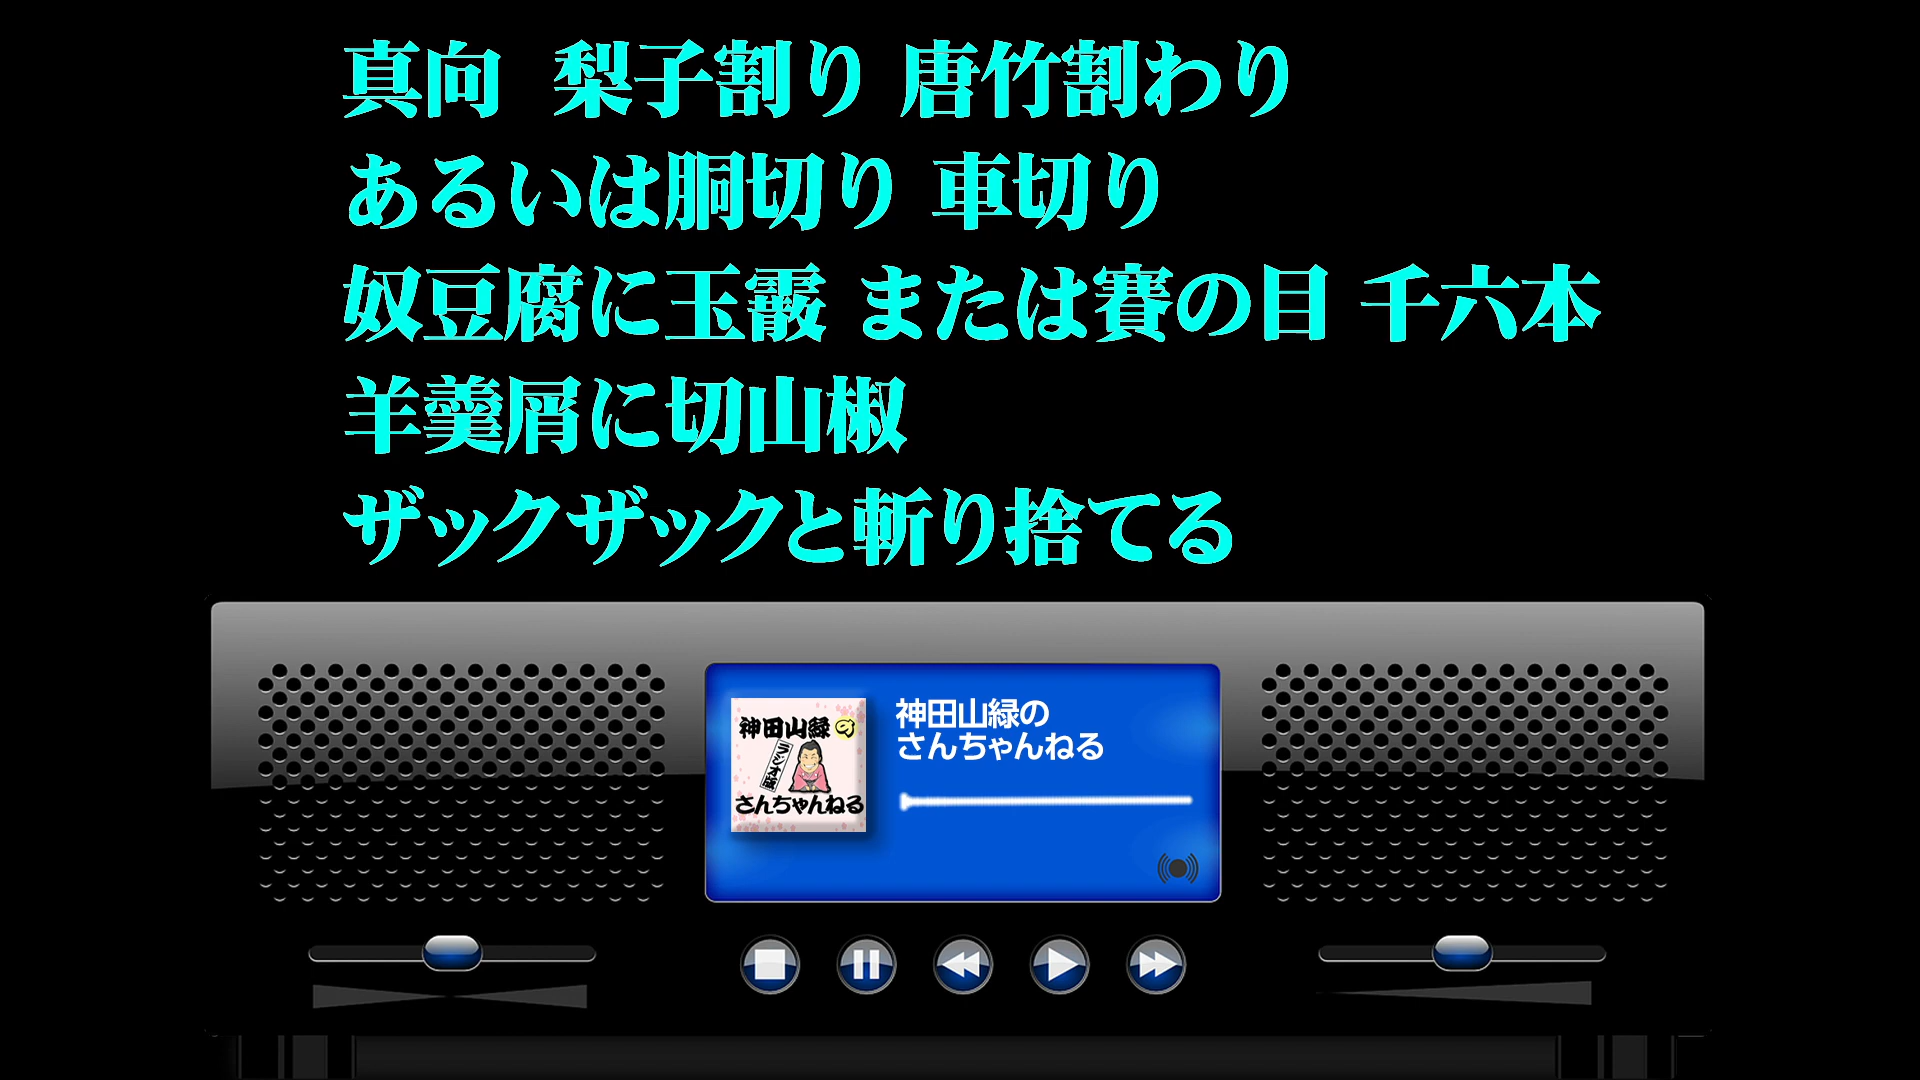 真向 梨子割り 唐竹割わり
あるいは胴切り 車切り
奴豆腐に玉霰 または賽の目 千六本
羊羹屑に切山椒
ザックザックと斬り捨てる
神田山緑の
さんちゃんねる
神田山緑の
ラジオ版
さんちゃんねる